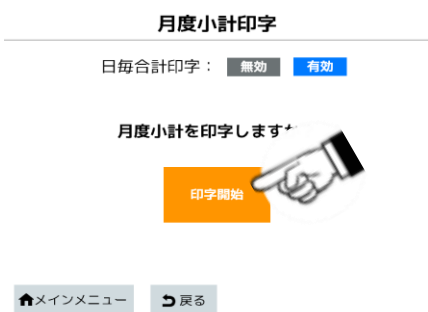 月度小計印字
日毎合計印字： 無効 有効
月度小計を印字します
印字開始
メインメニュー 戻る